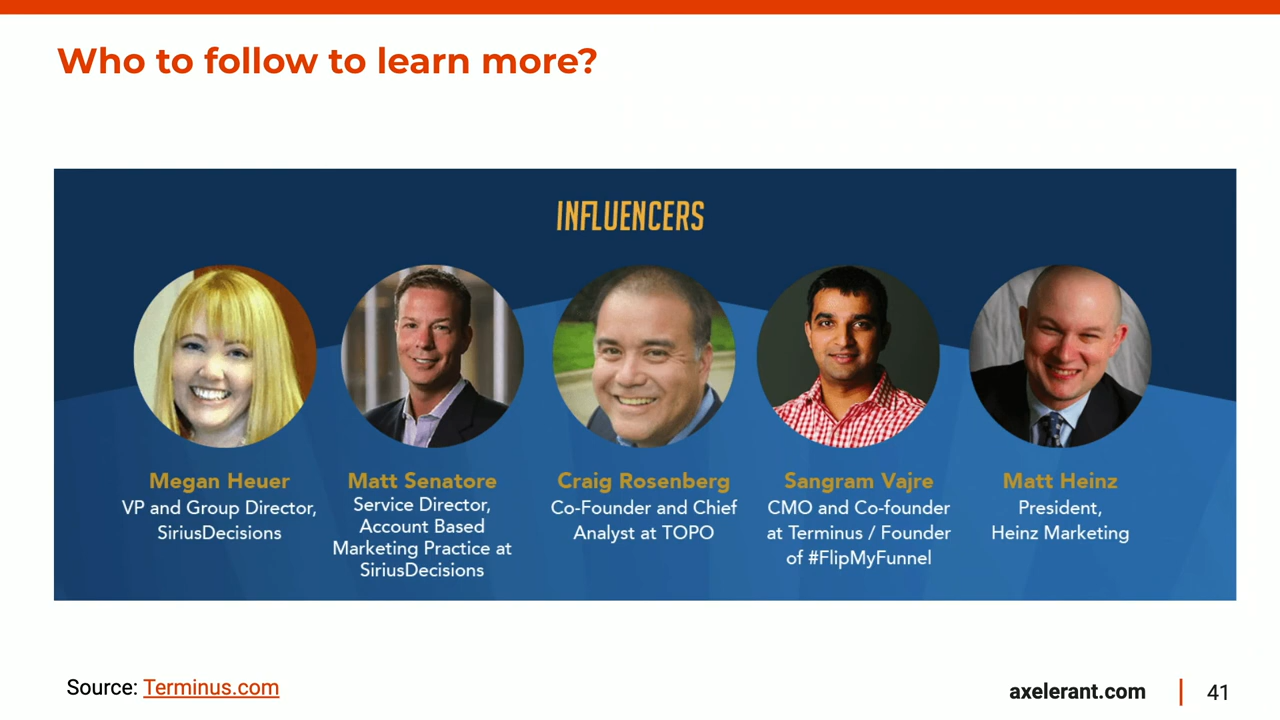 Who to follow to learn more?
INFLUENCERS
Megan Heuer
VP and Group Director,
SiriusDecisions
Matt Senatore
Service Director,
Account Based
Marketing Practice at
SiriusDecisions
Craig Rosenberg
Co-Founder and Chief
Analyst at TOPO
Sangram Vajre
CMO and Co-founder
at Terminus / Founder
of #FlipMyFunnel
Matt Heinz
President,
Heinz Marketing
Source: Terminus.com
axelerant.com | 41